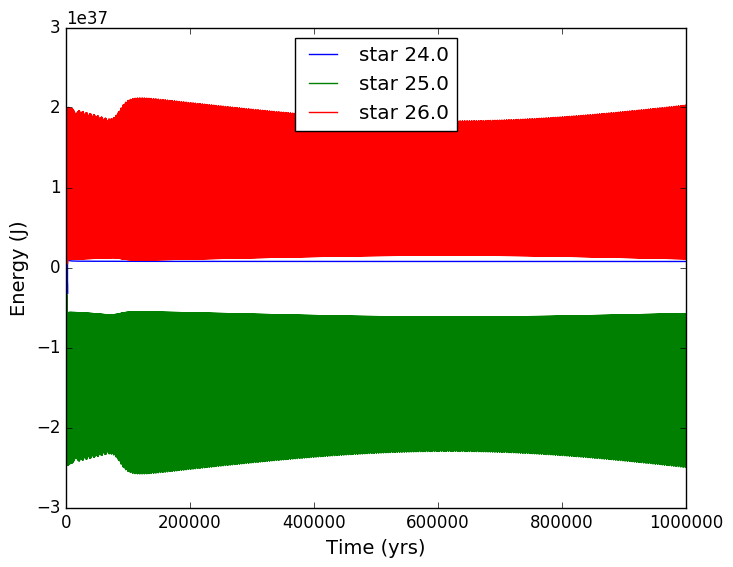 1e37
3
2
1
0
−1
−2
−3
Energy (J)
star 24.0
star 25.0
star 26.0
0 200000 400000 600000 800000 1000000
Time (yrs)